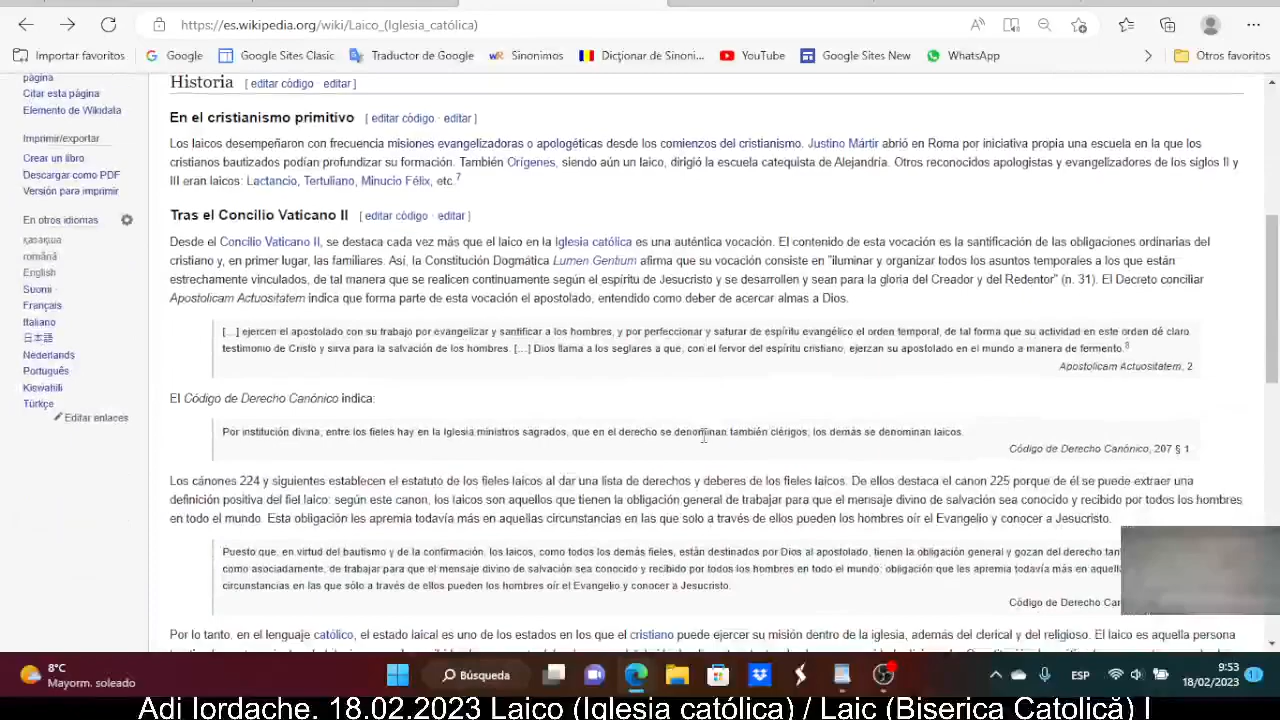 https://es.wikipedia.org/wiki/Laico_(Iglesia_católica)
Importar favoritos
Google
Google Sites Clasic
Traductor de Google
Sinonimos
Dicționar de Sinoni...
YouTube
Google Sites New
WhatsApp
Otros favoritos
página
Citar esta página
Elemento de Wikidata
Imprimir/exportar
Crear un libro
Descargar como PDF
Versión para imprimir
En otros idiomas
Қазақша
română
English
Suomi
Français
Italiano
日本語
Nederlands
Português
Kiswahili
Türkçe
Editar enlaces
Historia [ editar código · editar ]
En el cristianismo primitivo [ editar código · editar ]
Los laicos desempeñaron con frecuencia misiones evangelizadoras o apologéticas desde los comienzos del cristianismo. Justino Mártir abrió en Roma por iniciativa propia una escuela en la que los
cristianos bautizados podían profundizar su formación. También Orígenes, siendo aún un laico, dirigió la escuela catequista de Alejandría. Otros reconocidos apologistas y evangelizadores de los siglos II y
III eran laicos: Lactancio, Tertuliano, Minucio Félix, etc.7
Tras el Concilio Vaticano II [ editar código · editar ]
Desde el Concilio Vaticano II, se destaca cada vez más que el laico en la Iglesia católica es una auténtica vocación. El contenido de esta vocación es la santificación de las obligaciones ordinarias del
cristiano y, en primer lugar, las familiares. Así, la Constitución Dogmática Lumen Gentium afirma que su vocación consiste en "iluminar y organizar todos los asuntos temporales a los que están
estrechamente vinculados, de tal manera que se realicen continuamente según el espíritu de Jesucristo y se desarrollen y sean para la gloria del Creador y del Redentor" (n. 31). El Decreto conciliar
Apostolicam Actuositatem indica que forma parte de esta vocación el apostolado, entendido como deber de acercar almas a Dios.
[...] ejercen el apostolado con su trabajo por evangelizar y santificar a los hombres, y por perfeccionar y saturar de espíritu evangélico el orden temporal, de tal forma que su actividad en este orden dé claro
testimonio de Cristo y sirva para la salvación de los hombres. [...] Dios llama a los seglares a que, con el fervor del espíritu cristiano, ejerzan su apostolado en el mundo a manera de fermento.8
Apostolicam Actuositatem, 2
El Código de Derecho Canónico indica:
Por institución divina, entre los fieles hay en la Iglesia ministros sagrados, que en el derecho se denominan también clérigos; los demás se denominan laicos.
Código de Derecho Canónico, 207 § 1
Los cánones 224 y siguientes establecen el estatuto de los fieles laicos al dar una lista de derechos y deberes de los fieles laicos. De ellos destaca el canon 225 porque de él se puede extraer una
definición positiva del fiel laico: según este canon, los laicos son aquellos que tienen la obligación general de trabajar para que el mensaje divino de salvación sea conocido y recibido por todos los hombres
en todo el mundo. Esta obligación les apremia todavía más en aquellas circunstancias en las que solo a través de ellos pueden los hombres oír el Evangelio y conocer a Jesucristo.
Puesto que, en virtud del bautismo y de la confirmación, los laicos, como todos los demás fieles, están destinados por Dios al apostolado, tienen la obligación general y gozan del derecho
como asociadamente, de trabajar para que el mensaje divino de salvación sea conocido y recibido por todos los hombres en todo el mundo; obligación que les apremia todavía más en
circunstancias en las que sólo a través de ellos pueden los hombres oír el Evangelio y conocer a Jesucristo.
Código de Derecho
Por lo tanto, en el lenguaje católico, el estado laical es uno de los estados en los que el cristiano puede ejercer su misión dentro de la iglesia, además del clerical y del religioso. El laico es aquella persona
8°C
Mayorm. soleado
Búsqueda
ESP
9:53
18/02/2023
Adi Iordache. 18.02.2023 Laico (Iglesia católica) / Laic (Biserica Catolică) I